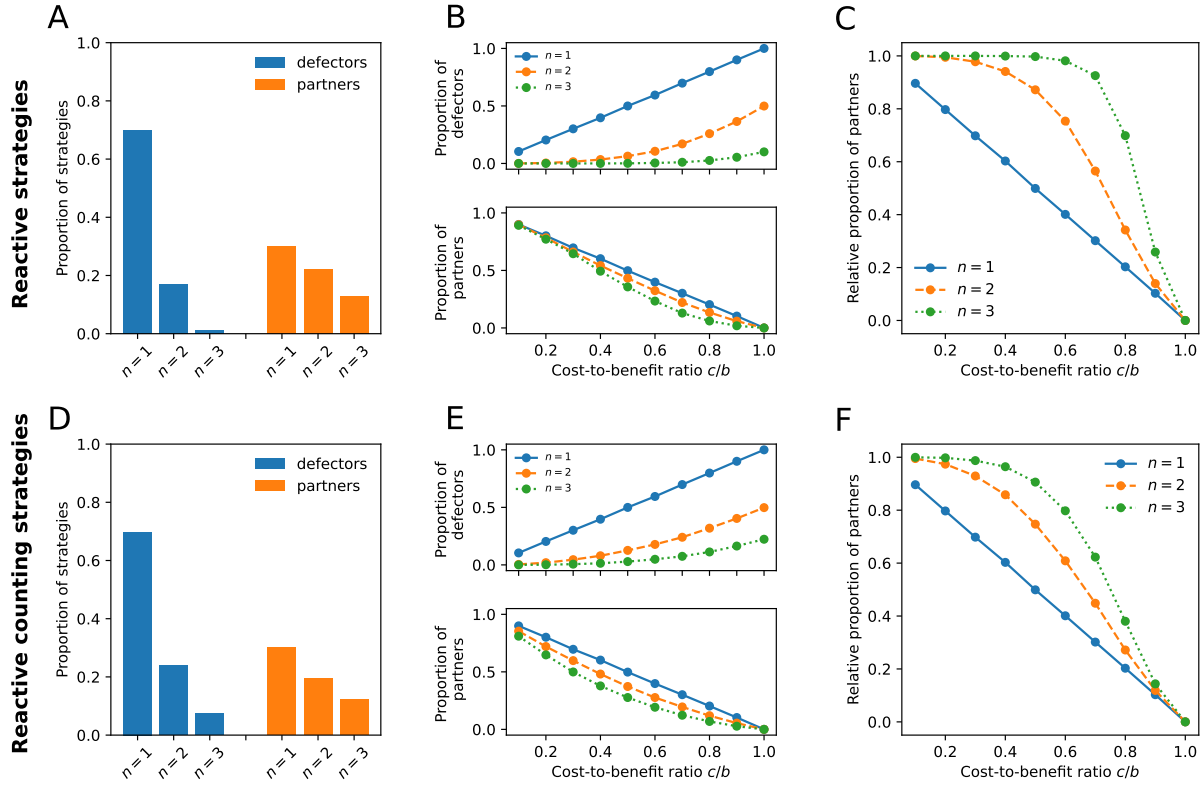 A
Reactive strategies
Proportion of strategies
1.0
0.8
0.6
0.4
0.2
0.0
defectors
partners
n = 1
n = 2
n = 3
n = 1
n = 2
n = 3
B
Proportion of
defectors
1.0
0.5
0.0
n = 1
n = 2
n = 3
Proportion of
partners
1.0
0.5
0.0
0.2 0.4 0.6 0.8 1.0
Cost-to-benefit ratio c/b
C
Relative proportion of partners
1.0
0.8
0.6
0.4
0.2
0.0
n = 1
n = 2
n = 3
0.2 0.4 0.6 0.8 1.0
Cost-to-benefit ratio c/b
D
Reactive counting strategies
Proportion of strategies
1.0
0.8
0.6
0.4
0.2
0.0
defectors
partners
n = 1
n = 2
n = 3
n = 1
n = 2
n = 3
E
Proportion of
defectors
1.0
0.5
0.0
n = 1
n = 2
n = 3
Proportion of
partners
1.0
0.5
0.0
0.2 0.4 0.6 0.8 1.0
Cost-to-benefit ratio c/b
F
Relative proportion of partners
1.0
0.8
0.6
0.4
0.2
0.0
n = 1
n = 2
n = 3
0.2 0.4 0.6 0.8 1.0
Cost-to-benefit ratio c/b